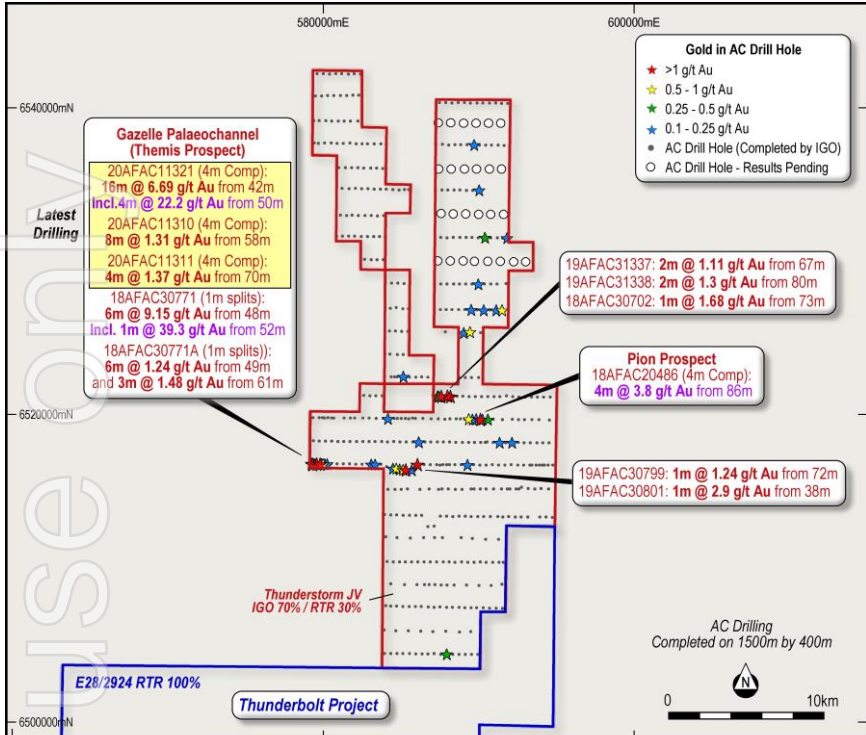 580000mE
600000mE
6540000mN
6520000mN
6500000mN
Gold in AC Drill Hole
>1 g/t Au
0.5 - 1 g/t Au
0.25 - 0.5 g/t Au
0.1 - 0.25 g/t Au
AC Drill Hole (Completed by IGO)
AC Drill Hole - Results Pending
Gazelle Palaeochannel
(Themis Prospect)
Latest
Drilling
20AFAC11321 (4m Comp):
16m @ 6.69 g/t Au from 42m
Incl.4m @ 22.2 g/t Au from 50m
20AFAC11310 (4m Comp):
8m @ 1.31 g/t Au from 58m
20AFAC11311 (4m Comp):
4m @ 1.37 g/t Au from 70m
18AFAC30771 (1m splits):
6m @ 9.15 g/t Au from 48m
Incl. 1m @ 39.3 g/t Au from 52m
18AFAC30771A (1m splits)):
6m @ 1.24 g/t Au from 49m
and 3m @ 1.48 g/t Au from 61m
19AFAC31337: 2m @ 1.11 g/t Au from 67m
19AFAC31338: 2m @ 1.3 g/t Au from 80m
18AFAC30702: 1m @ 1.68 g/t Au from 73m
Pion Prospect
18AFAC20486 (4m Comp):
4m @ 3.8 g/t Au from 86m
19AFAC30799: 1m @ 1.24 g/t Au from 72m
19AFAC30801: 1m @ 2.9 g/t Au from 38m
Thunderstorm JV
IGO 70% / RTR 30%
AC Drilling
Completed on 1500m by 400m
N
0
10km
E28/2924 RTR 100%
Thunderbolt Project
use only